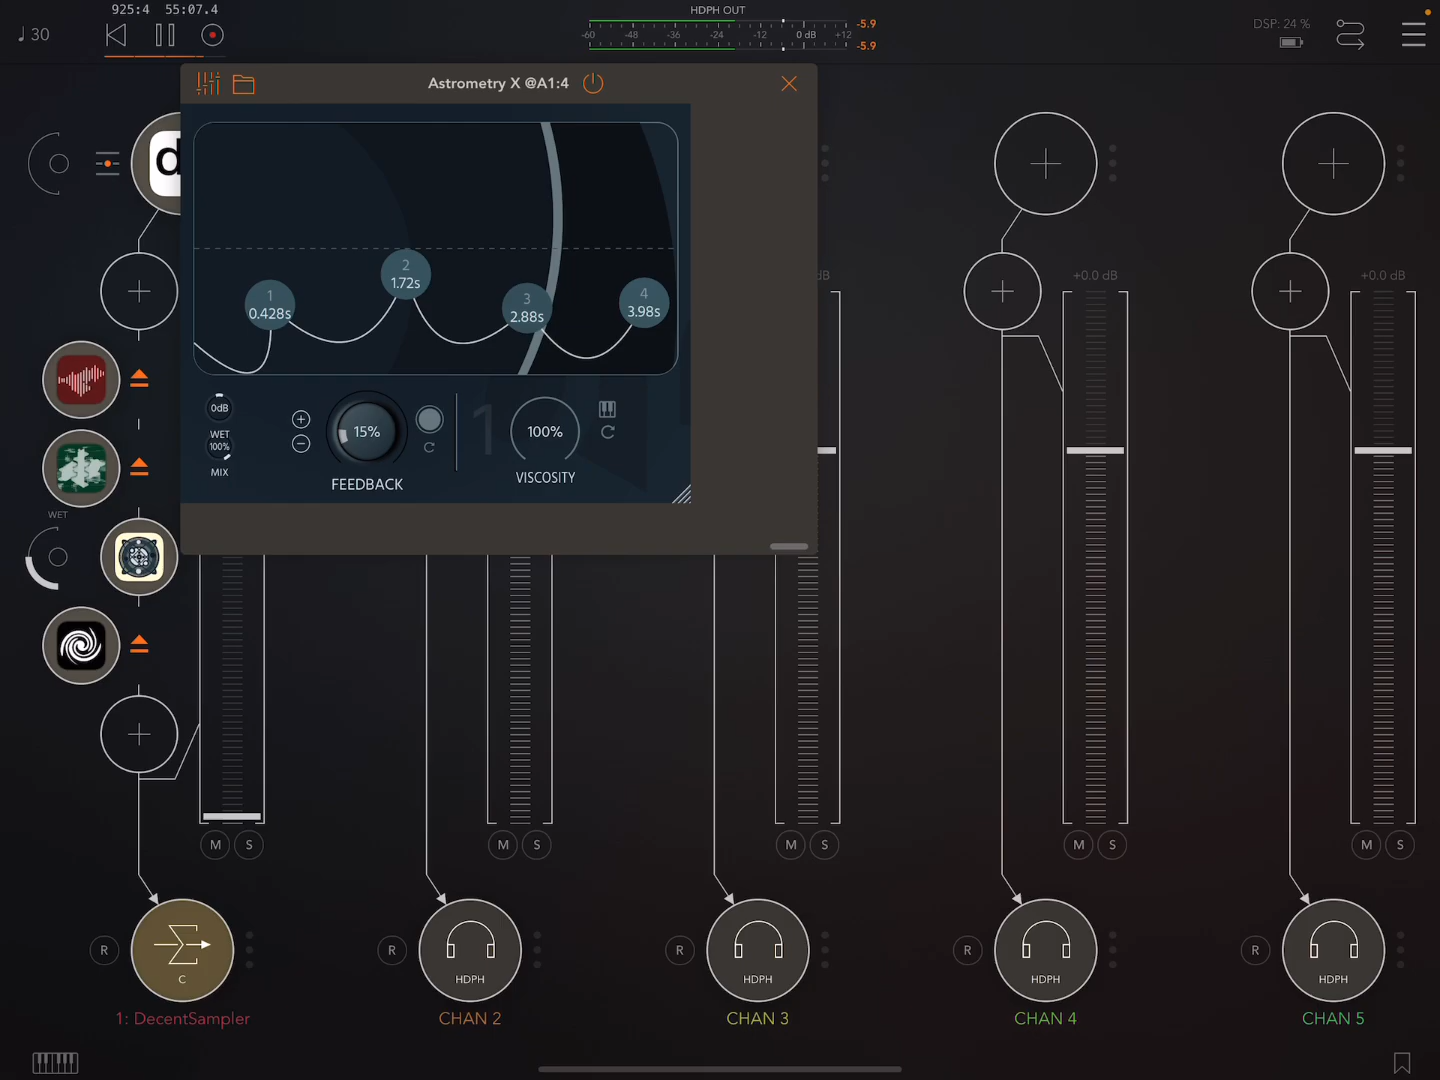 925:4 55:07.4
♩30
HDPH OUT
-60 -48 -36 -24 -12 0 dB +12
-5.9
-5.9
DSP: 24 %
Astrometry X @A1:4
d
1
0.428s
2
1.72s
3
2.88s
4
3.98s
0dB
WET
100%
MIX
15%
FEEDBACK
1
100%
VISCOSITY
dB
+0.0 dB
+0.0 dB
WET
M S
M S
M S
M S
M S
R
C
R
HDPH
R
HDPH
R
HDPH
R
HDPH
1: DecentSampler
CHAN 2
CHAN 3
CHAN 4
CHAN 5